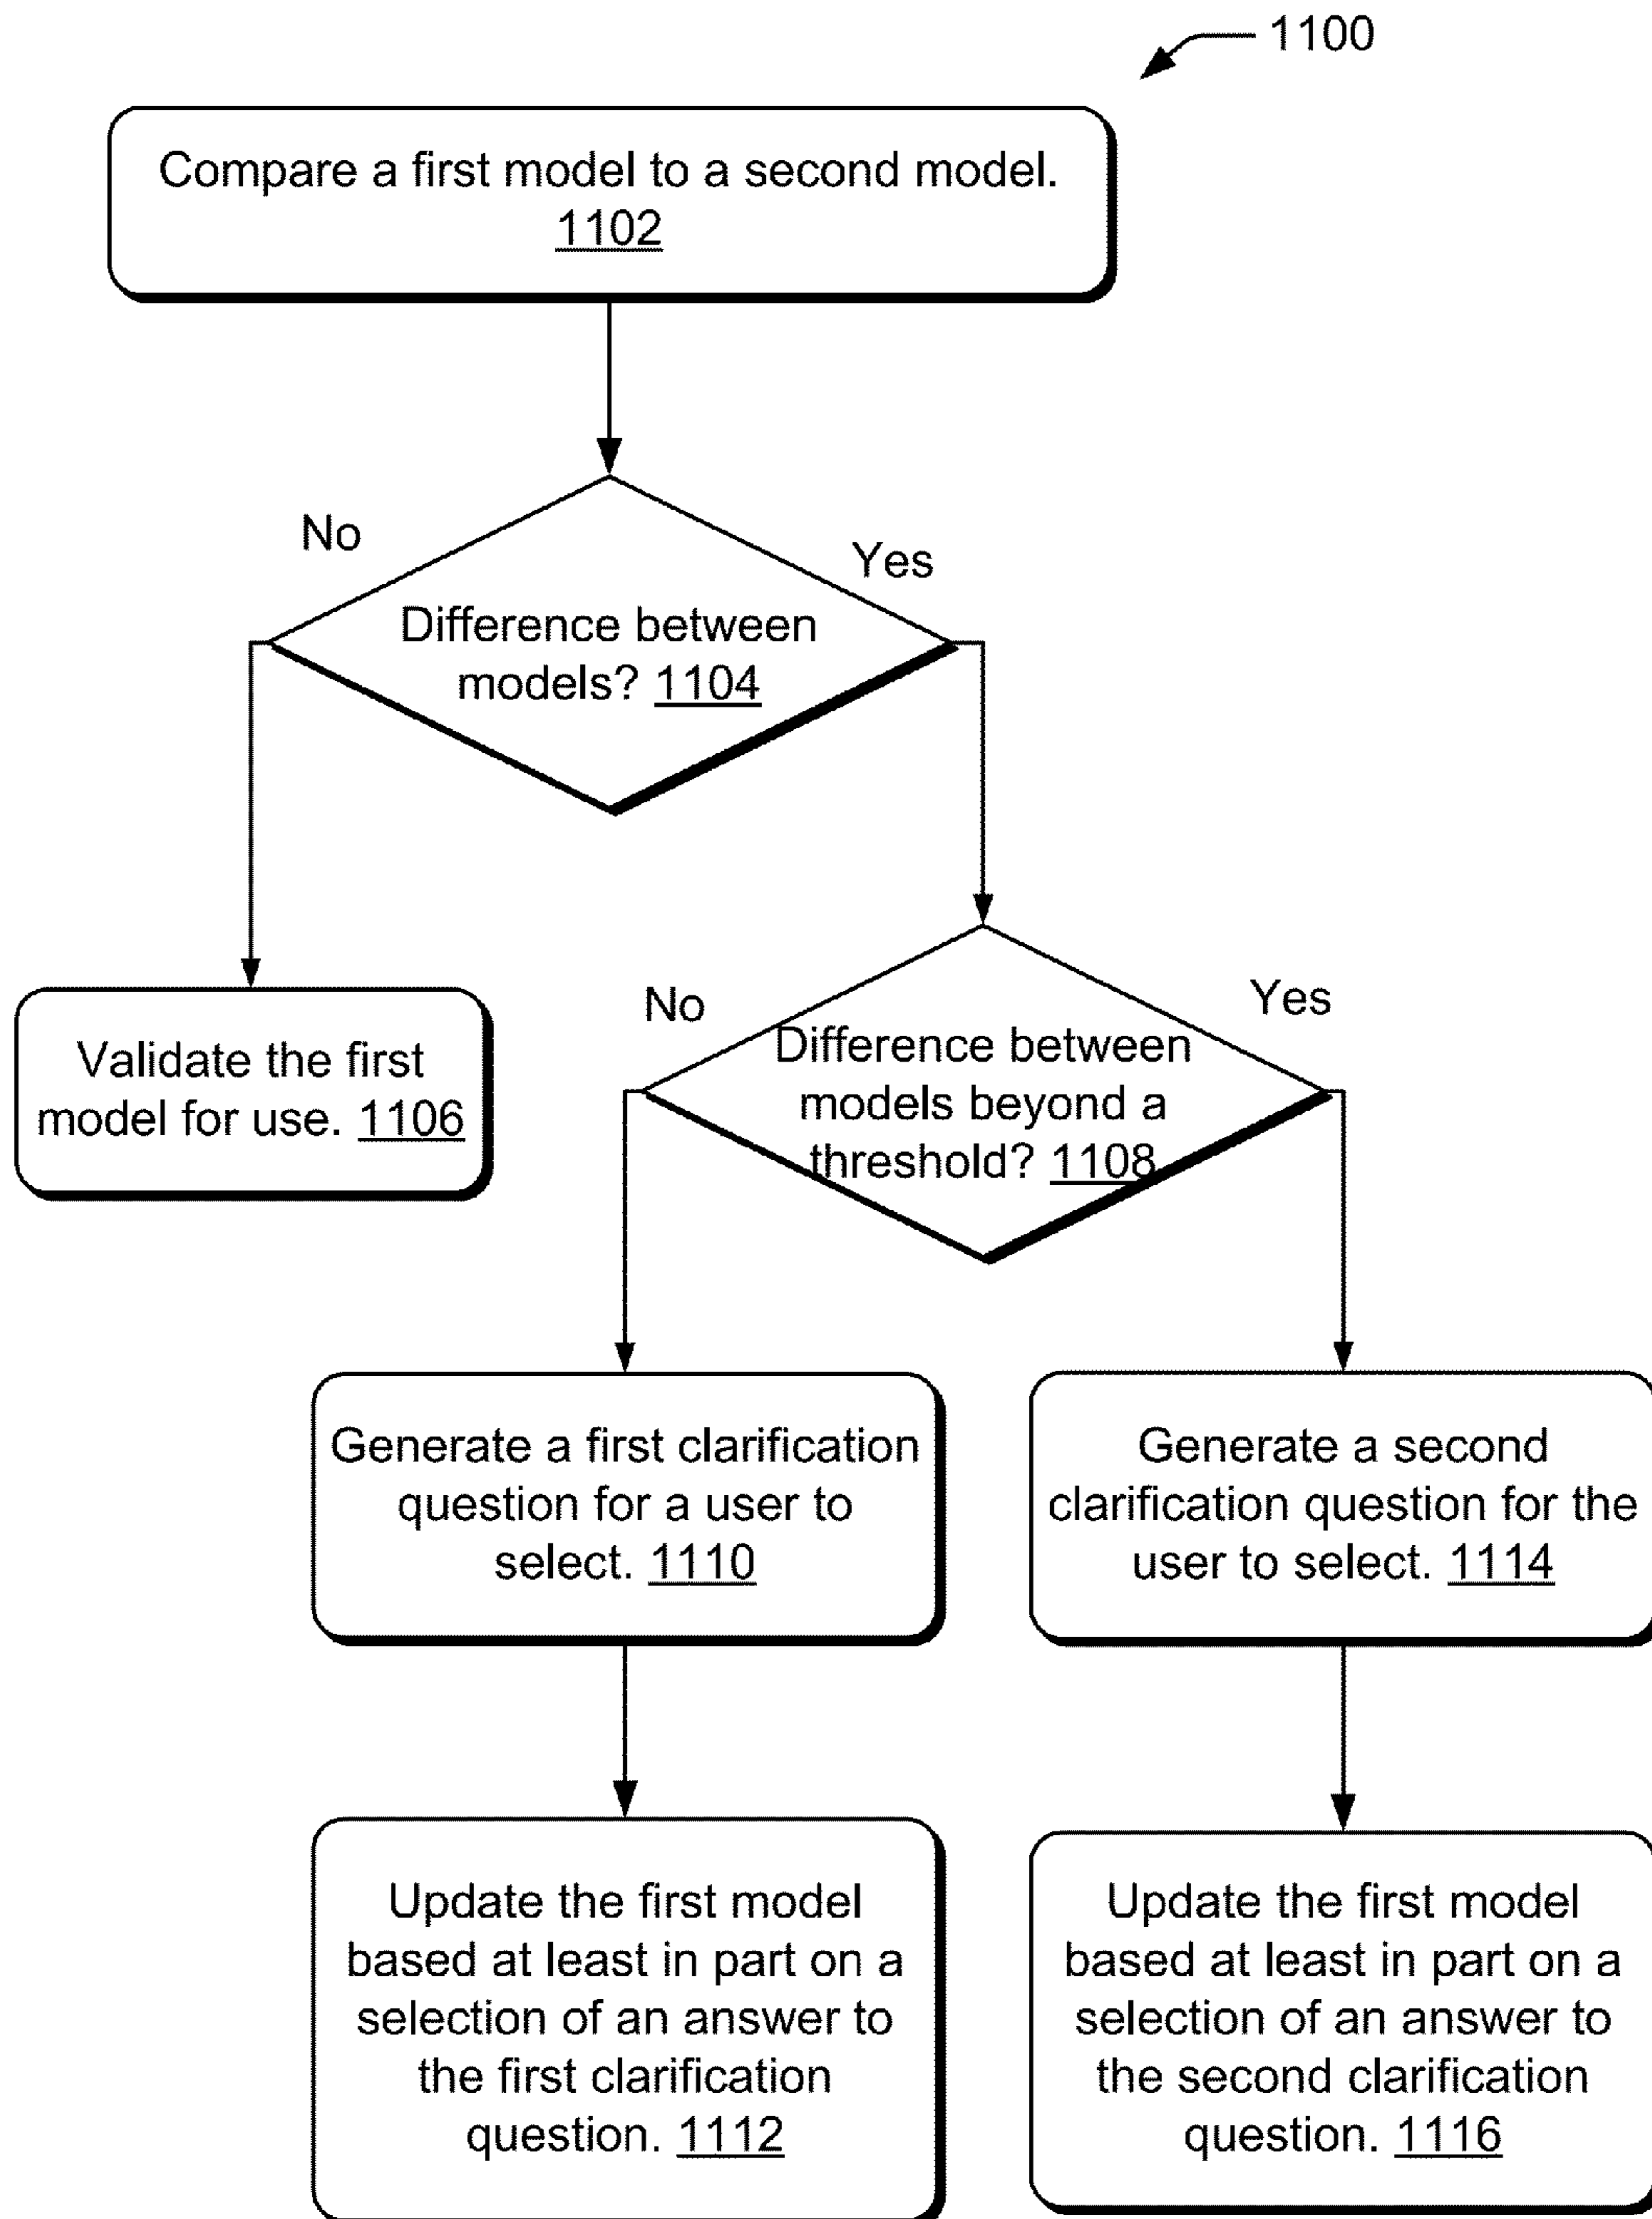 1100
Compare a first model to a second model.
1102
No
Yes
Difference between
models? 1104
No
Yes
Validate the first
model for use. 1106
Difference between
models beyond a
threshold? 1108
Generate a first clarification
question for a user to
select. 1110
Generate a second
clarification question for the
user to select. 1114
Update the first model
based at least in part on a
selection of an answer to
the first clarification
question. 1112
Update the first model
based at least in part on a
selection of an answer to
the second clarification
question. 1116